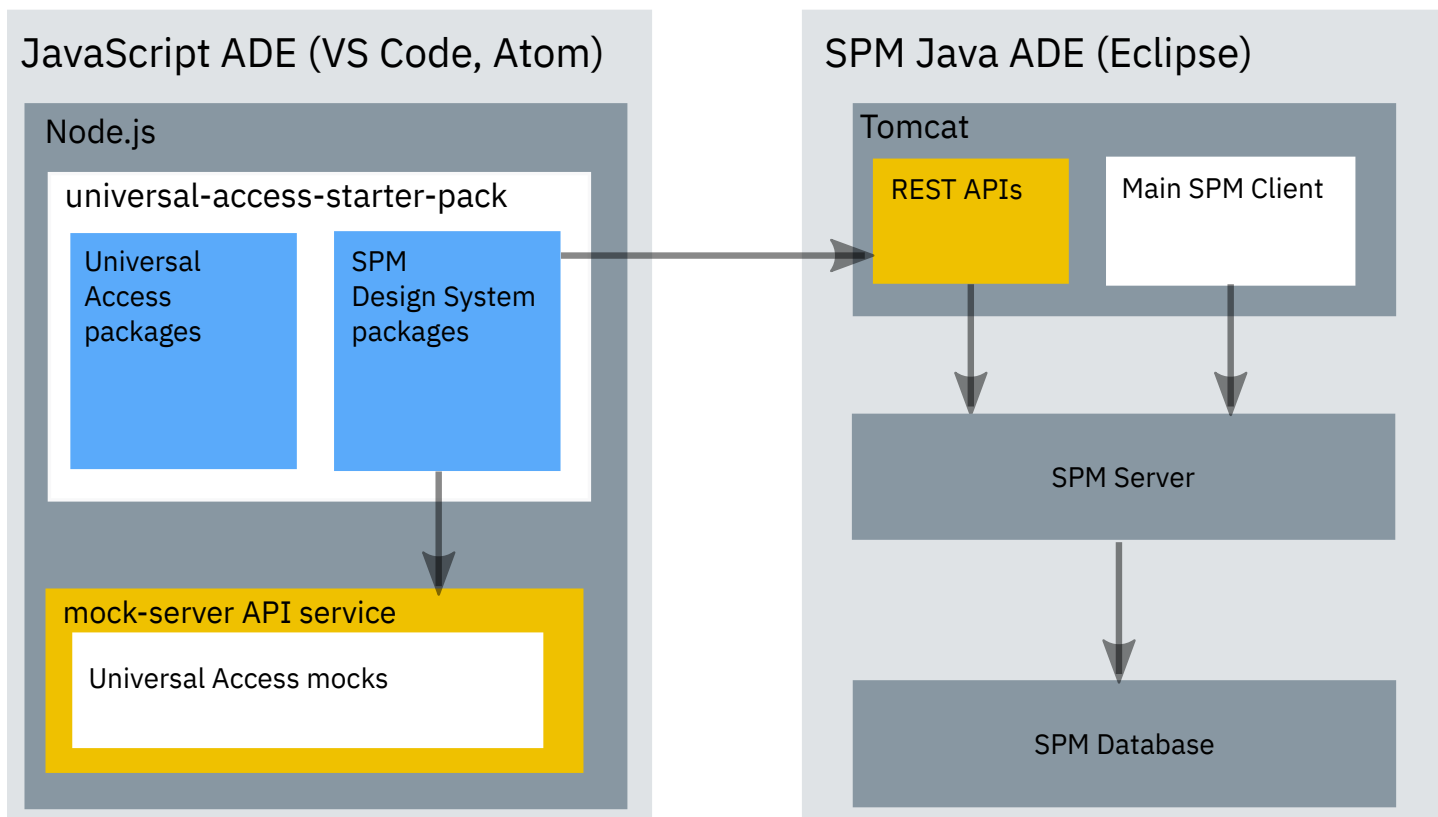 JavaScript ADE (VS Code, Atom)
Node.js
universal-access-starter-pack
Universal
Access
packages
SPM
Design System
packages
mock-server API service
Universal Access mocks
SPM Java ADE (Eclipse)
Tomcat
REST APIs
Main SPM Client
SPM Server
SPM Database